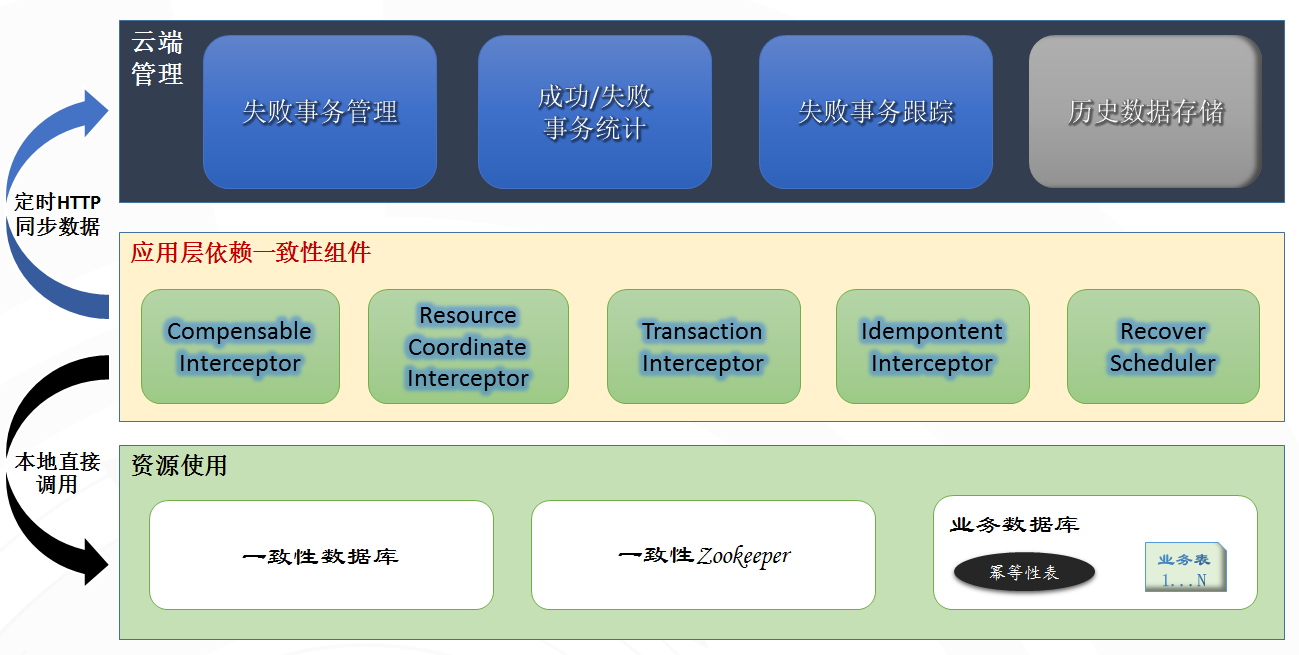 云端
管理
失败事务管理
成功/失败
事务统计
失败事务跟踪
历史数据存储
定时HTTP
同步数据
应用层依赖一致性组件
Compensable
Interceptor
Resource
Coordinate
Interceptor
Transaction
Interceptor
Idempontent
Interceptor
Recover
Scheduler
本地直接
调用
资源使用
一致性数据库
一致性Zookeeper
业务数据库
幂等性表
业务表
1...N